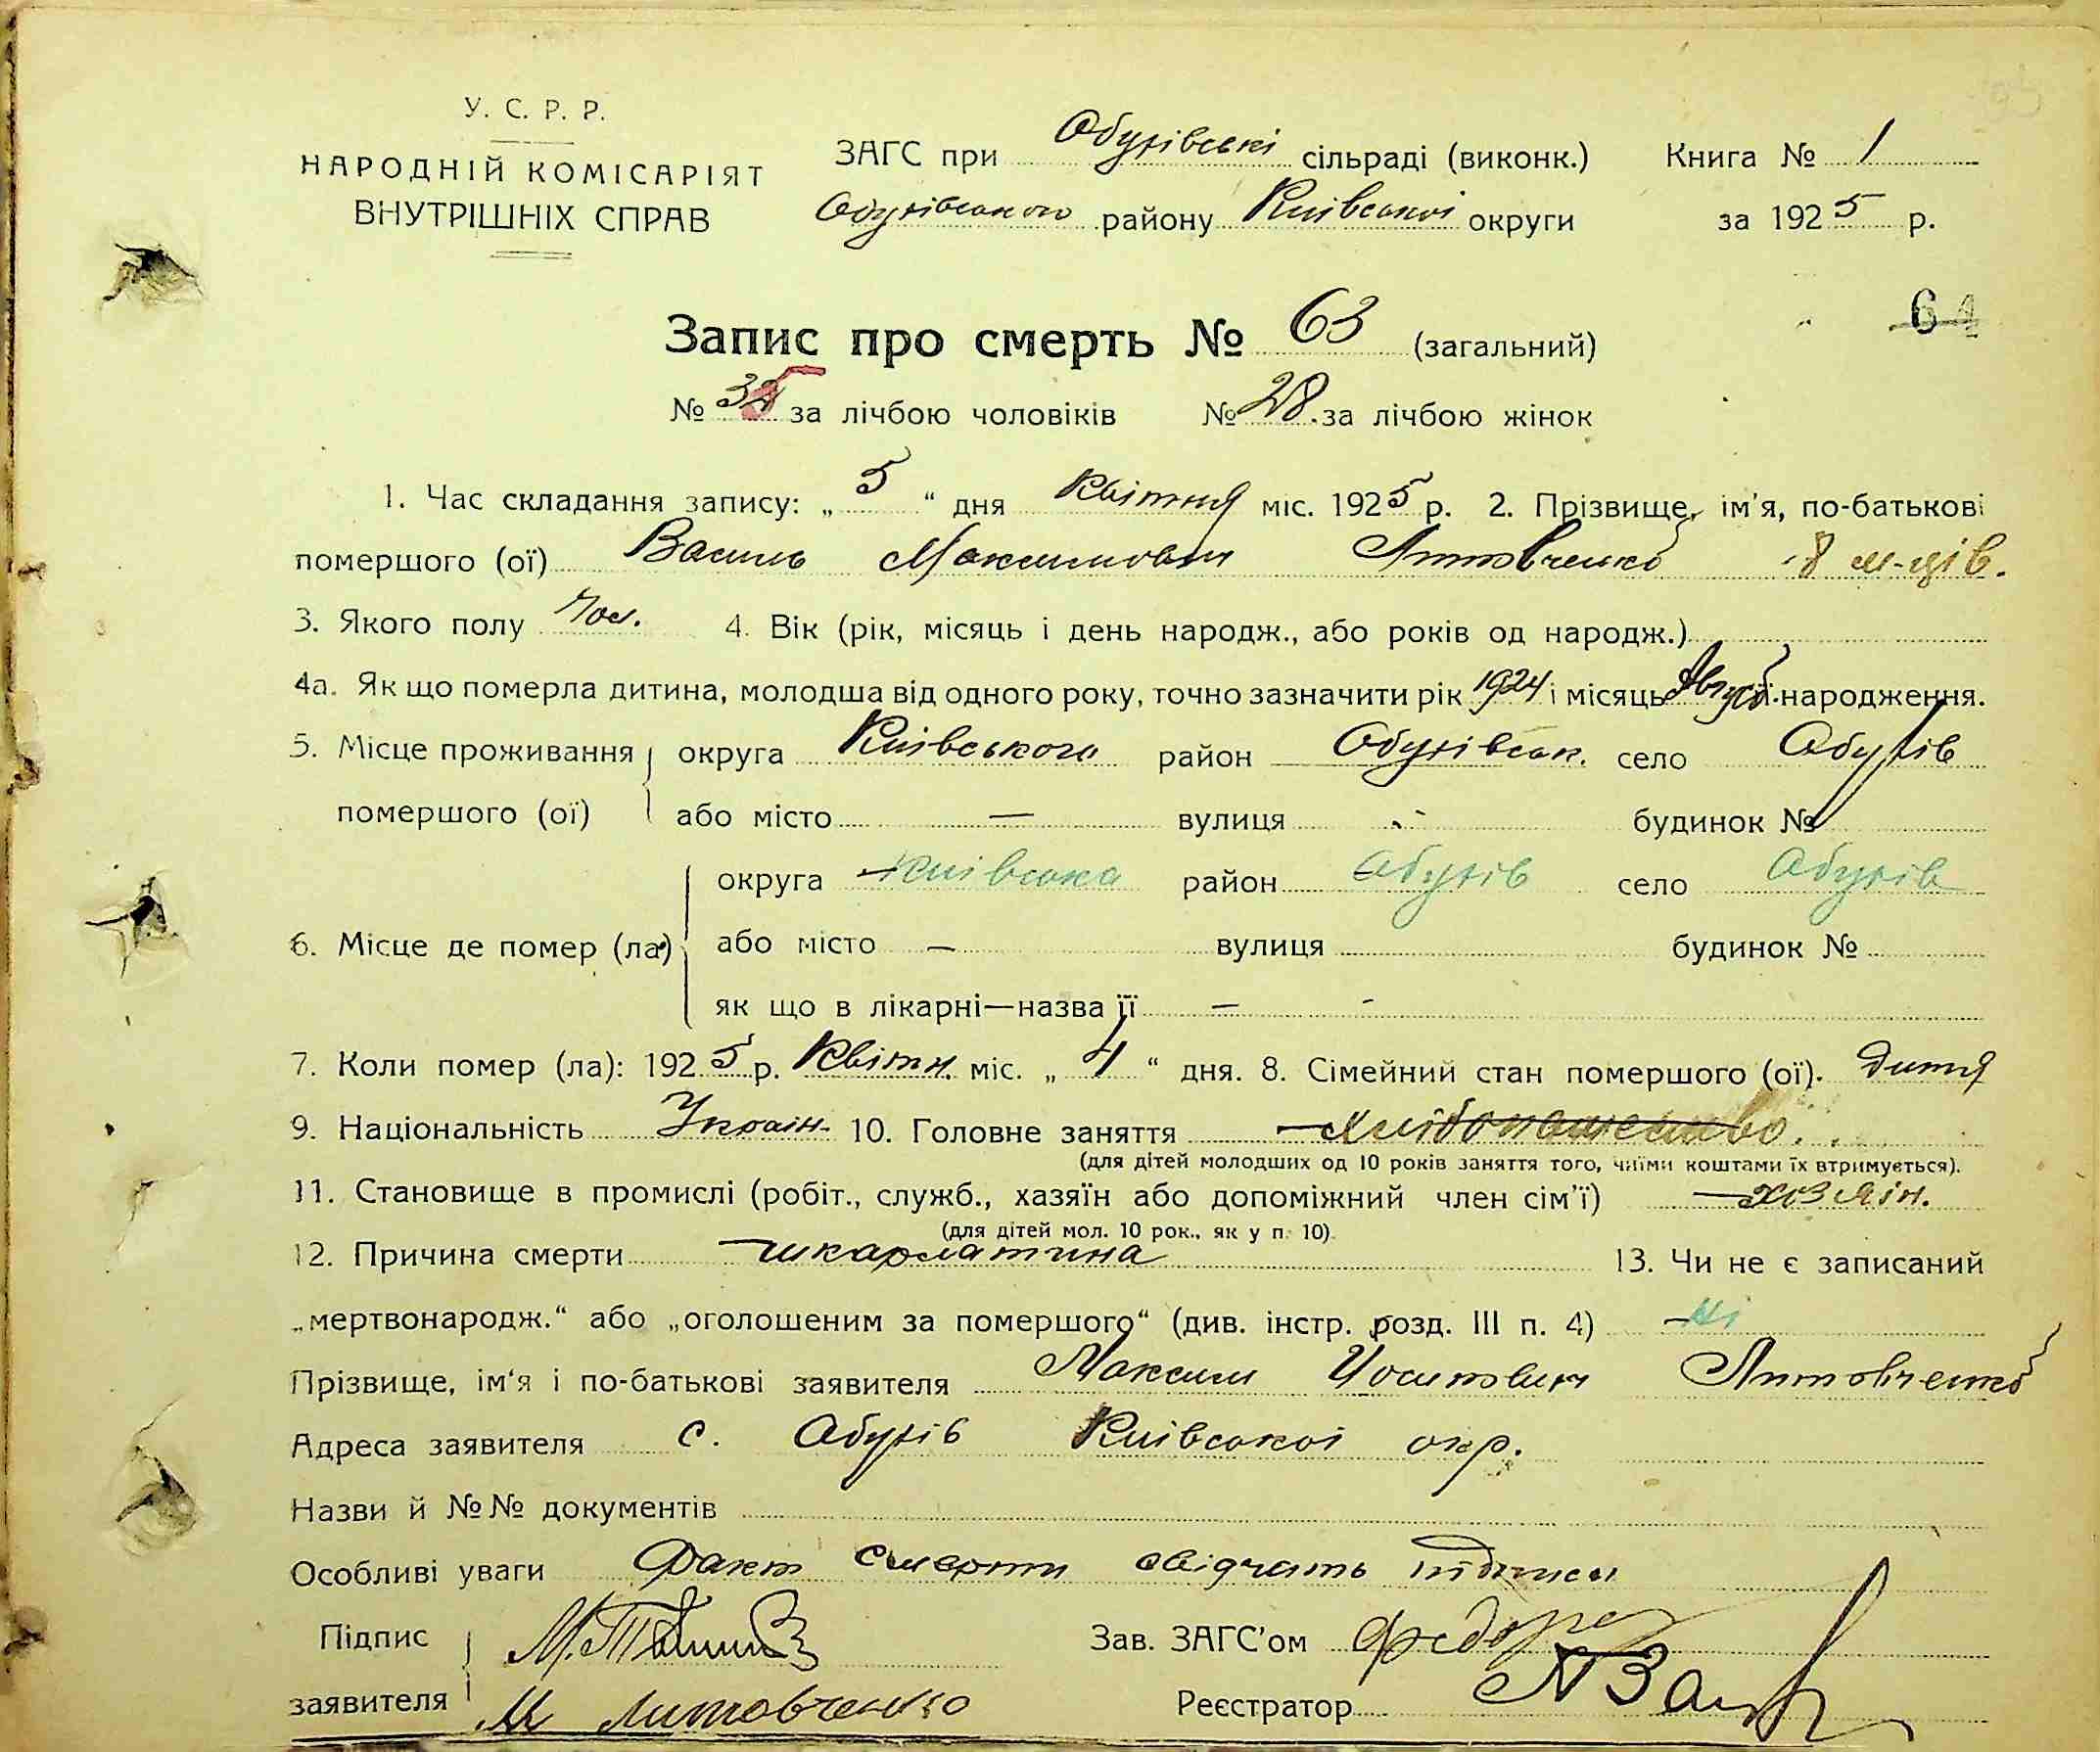 У. С. Р. Р.
НАРОДНІЙ КОМІСАРІЯТ
ВНУТРІШНІХ СПРАВ
ЗАГС при Обухівські сільраді (виконк.)
Обухівського району Київської округи
Книга № 1
за 1925 р.
64
Запис про смерть № 63 (загальний)
№ 35 за лічбою чоловіків № 28 за лічбою жінок
1. Час складання запису: „ 5 “ дня Квітня міс. 1925 р. 2. Прізвище, ім'я, по-батькові
помершого (ої) Василь Максимович Литовченко 8 м-ців.
3. Якого полу чол. 4. Вік (рік, місяць і день народж., або років од народж.)
4а. Як що померла дитина, молодша від одного року, точно зазначити рік 1924 і місяць її народження.
5. Місце проживання округа Київського район Обухівськ. село Обухів
помершого (ої) або місто — вулиця будинок №
округа Київська район Обухів село Обухів
6. Місце де помер (ла) або місто — вулиця будинок №
як що в лікарні—назва її — -
7. Коли помер (ла): 1925 р. Квітн. міс. „ 4 “ дня. 8. Сімейний стан помершого (ої). дитя
9. Національність Україн. 10. Головне заняття
(для дітей молодших од 10 років заняття того, чиїми коштами їх втримується).
11. Становище в промислі (робіт., служб., хазяїн або допоміжний член сім'ї) — хозяїн.
(для дітей мол. 10 рок., як у п. 10).
12. Причина смерти — шкарлатина 13. Чи не є записаний
„мертвонародж.“ або „оголошеним за помершого“ (див. інстр. розд. III п. 4) Ні
Прізвище, ім'я і по-батькові заявителя Максим Йосипович Литовченко
Адреса заявителя с. Обухів Київської окр.
Назви й №№ документів
Особливі уваги Факт смерти свідчать підписи
Підпис
Зав. ЗАГС'ом
заявителя М Литовченко
Реєстратор